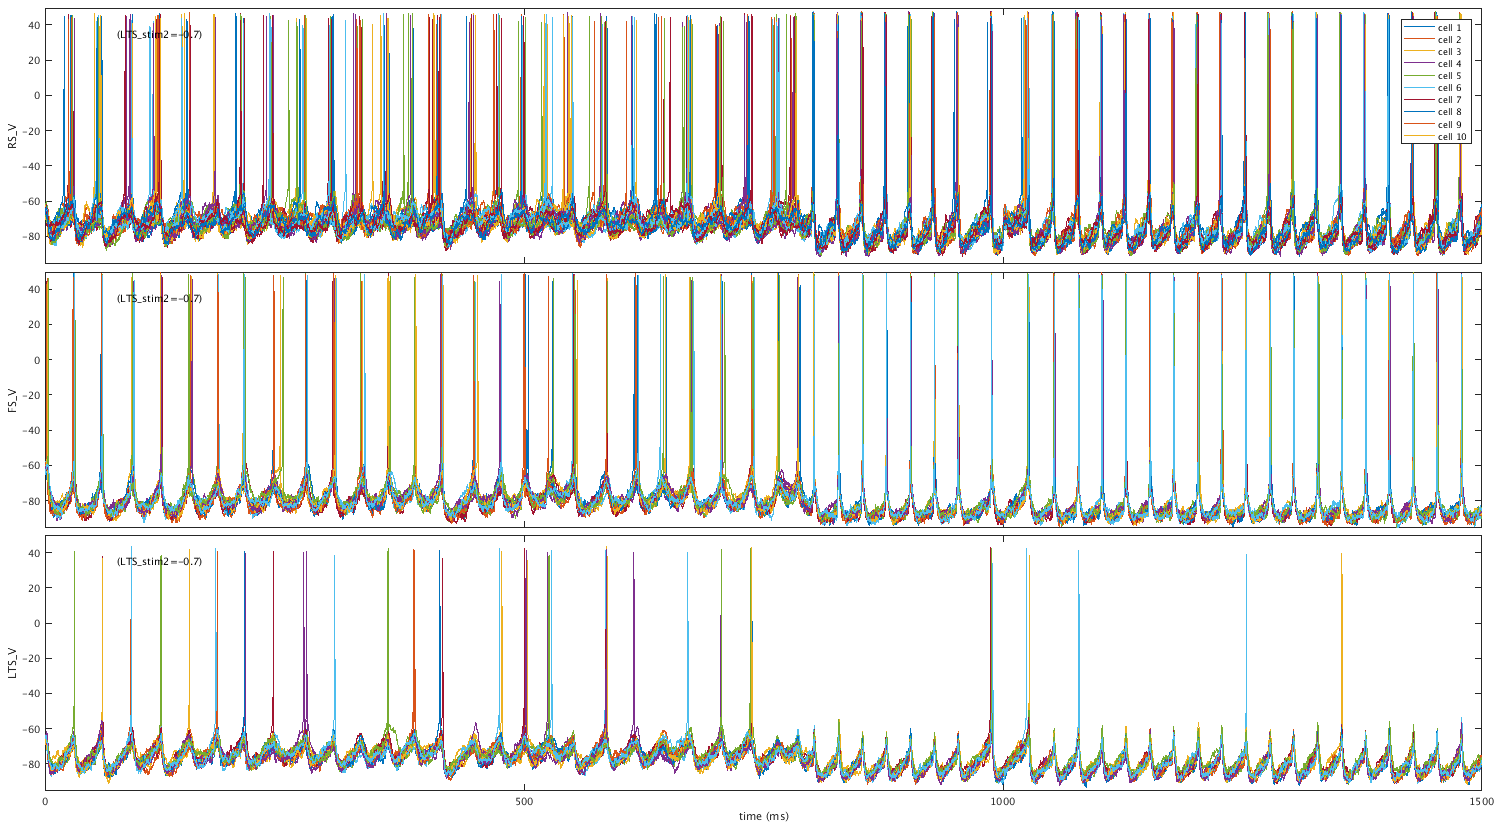 40
20
0
−20
−40
−60
−80
RS_V
(LTS_stim2=−0.7)
cell 1
cell 2
cell 3
cell 4
cell 5
cell 6
cell 7
cell 8
cell 9
cell 10
40
20
0
−20
−40
−60
−80
FS_V
(LTS_stim2=−0.7)
40
20
0
−20
−40
−60
−80
LTS_V
(LTS_stim2=−0.7)
0 500 1000 1500
time (ms)